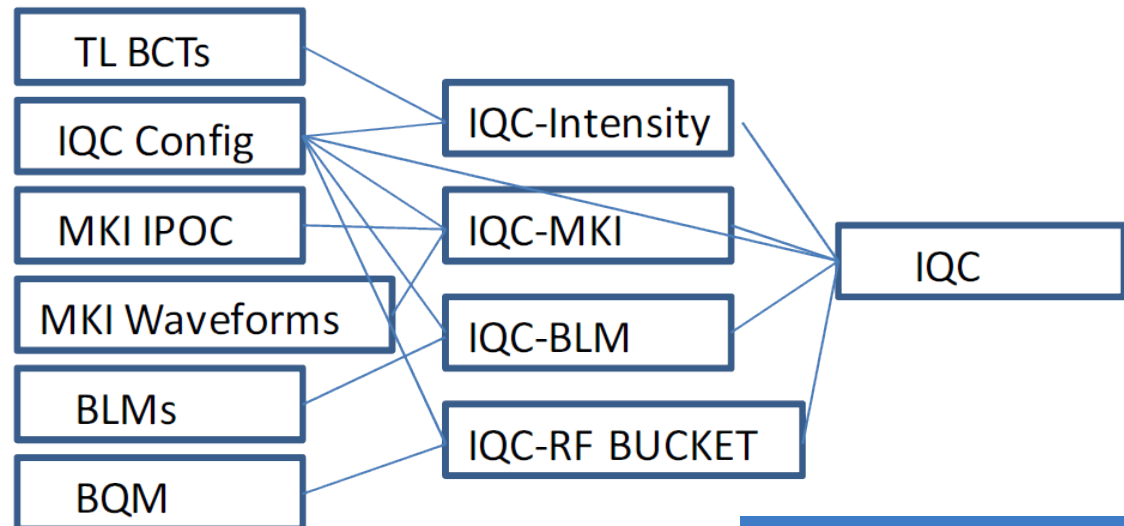 TL BCTs
IQC Config
MKI IPOC
MKI Waveforms
BLMs
BQM
IQC-Intensity
IQC-MKI
IQC-BLM
IQC-RF BUCKET
IQC